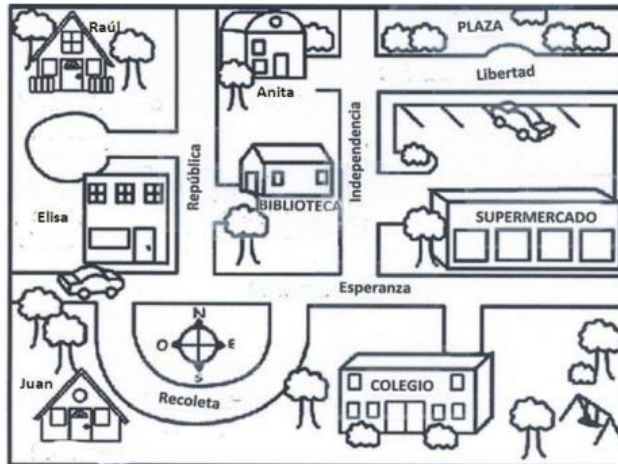 Raúl
PLAZA
Libertad
Anita
Independencia
República
BIBLIOTECA
Elisa
SUPERMERCADO
Esperanza
N
O E
S
Juan
Recoleta
COLEGIO